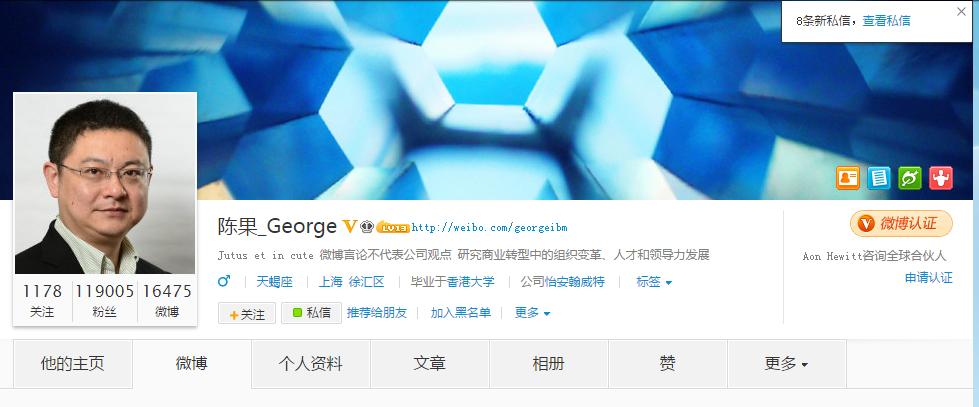 8条新私信，查看私信
陈果_George
LV13
http://weibo.com/georgeibm
V 微博认证
Jutus et in cute 微博言论不代表公司观点 研究商业转型中的组织变革、人才和领导力发展
Aon Hewitt咨询全球合伙人
♂ 天蝎座 | 上海 徐汇区 | 毕业于香港大学 | 公司怡安翰威特 | 标签
申请认证
1178 119005 16475
关注 粉丝 微博
+关注 私信 推荐给朋友 | 加入黑名单 | 更多
他的主页 微博 个人资料 文章 相册 赞 更多